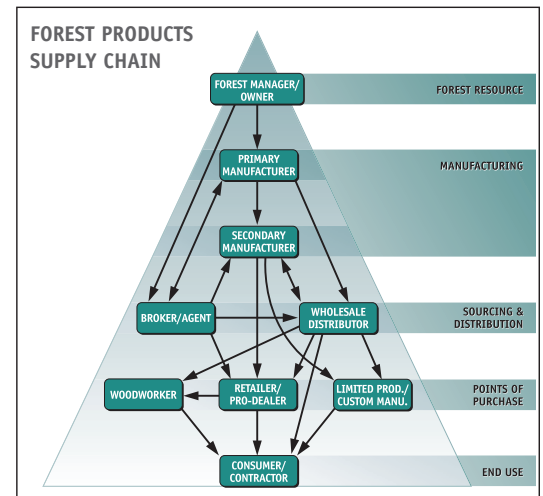 FOREST PRODUCTS
SUPPLY CHAIN
FOREST MANAGER/
OWNER
FOREST RESOURCE
PRIMARY
MANUFACTURER
MANUFACTURING
SECONDARY
MANUFACTURER
BROKER/AGENT
WHOLESALE
DISTRIBUTOR
SOURCING &
DISTRIBUTION
WOODWORKER
RETAILER/
PRO-DEALER
LIMITED PROD./
CUSTOM MANU.
POINTS OF
PURCHASE
CONSUMER/
CONTRACTOR
END USE